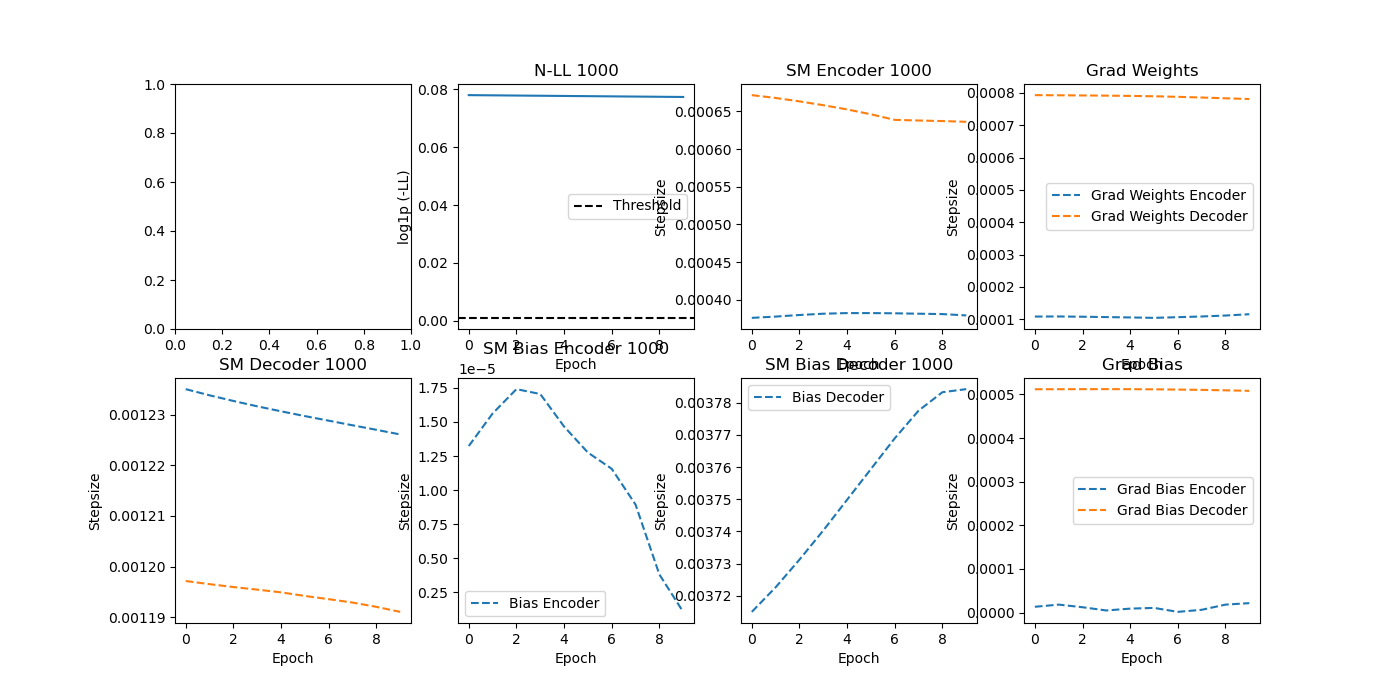 N-LL 1000
SM Encoder 1000
Grad Weights
1.0
0.8
0.6
0.4
0.2
0.0
0.0 0.2 0.4 0.6 0.8 1.0
log1p (-LL)
0.08
0.06
0.04
0.02
0.00
Threshold
0 2 4 6 8
Epoch
Stepsize
0.00065
0.00060
0.00055
0.00050
0.00045
0.00040
0 2 4 6 8
Epoch
Stepsize
0.0008
0.0007
0.0006
0.0005
0.0004
0.0003
0.0002
0.0001
Grad Weights Encoder
Grad Weights Decoder
0 2 4 6 8
Epoch
SM Decoder 1000
SM Bias Encoder 1000
SM Bias Decoder 1000
Grad Bias
Stepsize
0.00123
0.00122
0.00121
0.00120
0.00119
0 2 4 6 8
Epoch
1e−5
Stepsize
1.75
1.50
1.25
1.00
0.75
0.50
0.25
Bias Encoder
0 2 4 6 8
Epoch
Stepsize
0.00378
0.00377
0.00376
0.00375
0.00374
0.00373
0.00372
Bias Decoder
0 2 4 6 8
Epoch
Stepsize
0.0005
0.0004
0.0003
0.0002
0.0001
0.0000
Grad Bias Encoder
Grad Bias Decoder
0 2 4 6 8
Epoch